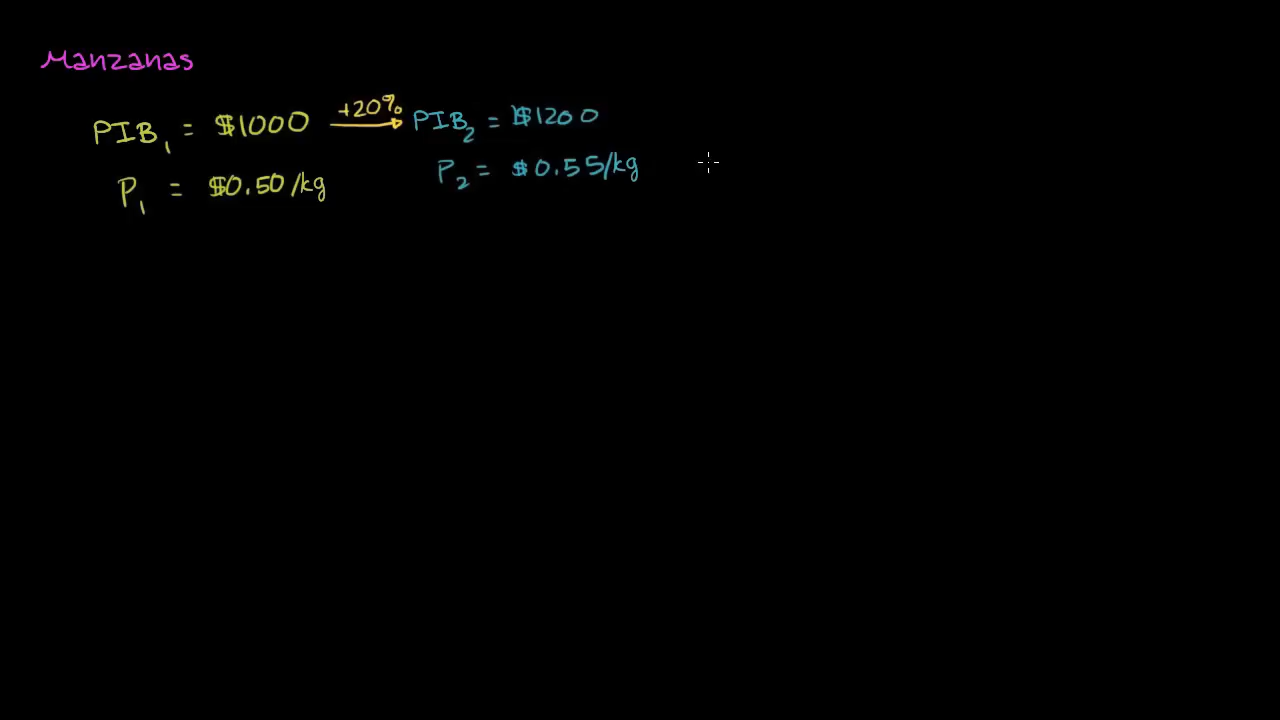 Manzanas
PIB₁ = $1000 +20% PIB₂ = $1200
P₁ = $0.50/kg P₂ = $0.55/kg